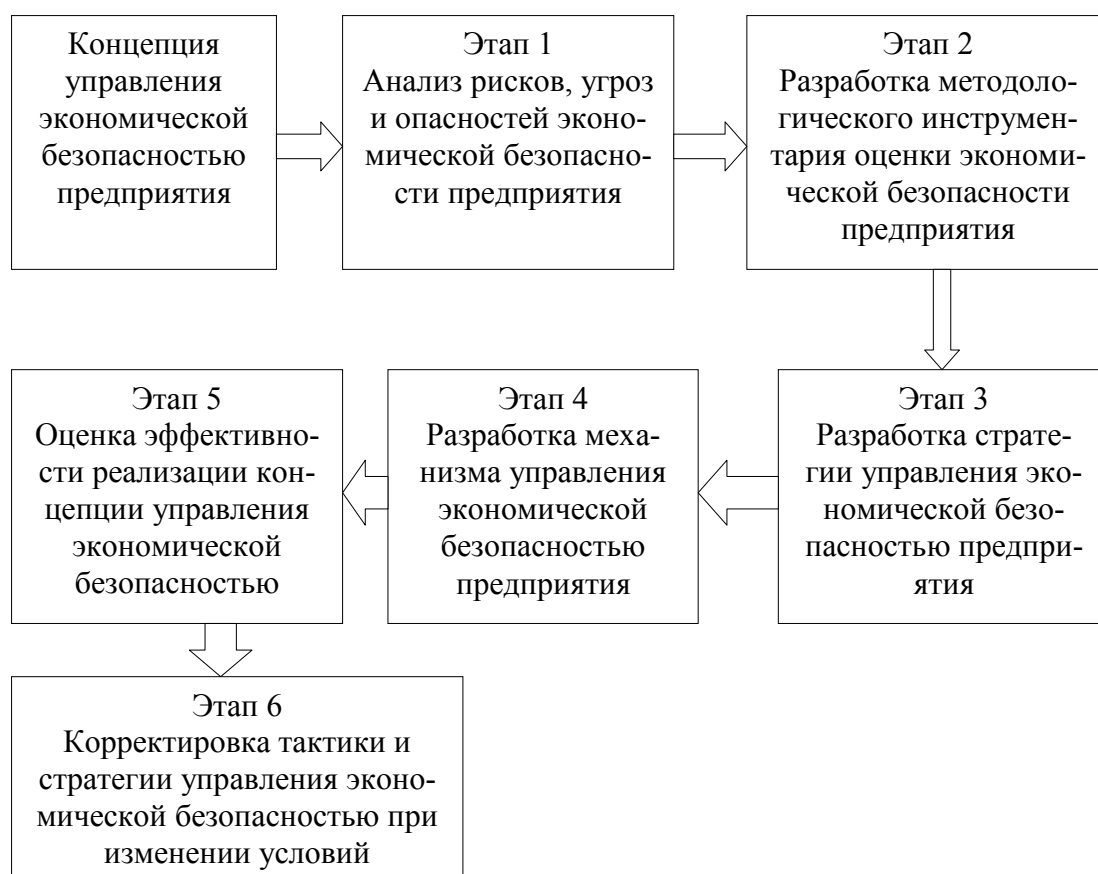 Концепция
управления
экономической
безопасностью
предприятия
Этап 1
Анализ рисков, угроз
и опасностей эконо-
мической безопасно-
сти предприятия
Этап 2
Разработка методоло-
гического инструмен-
тария оценки экономи-
ческой безопасности
предприятия
Этап 3
Разработка страте-
гии управления эко-
номической безо-
пасностью предпри-
ятия
Этап 4
Разработка меха-
низма управления
экономической
безопасностью
предприятия
Этап 5
Оценка эффективно-
сти реализации кон-
цепции управления
экономической
безопасностью
Этап 6
Корректировка тактики и
стратегии управления эконо-
мической безопасностью при
изменении условий